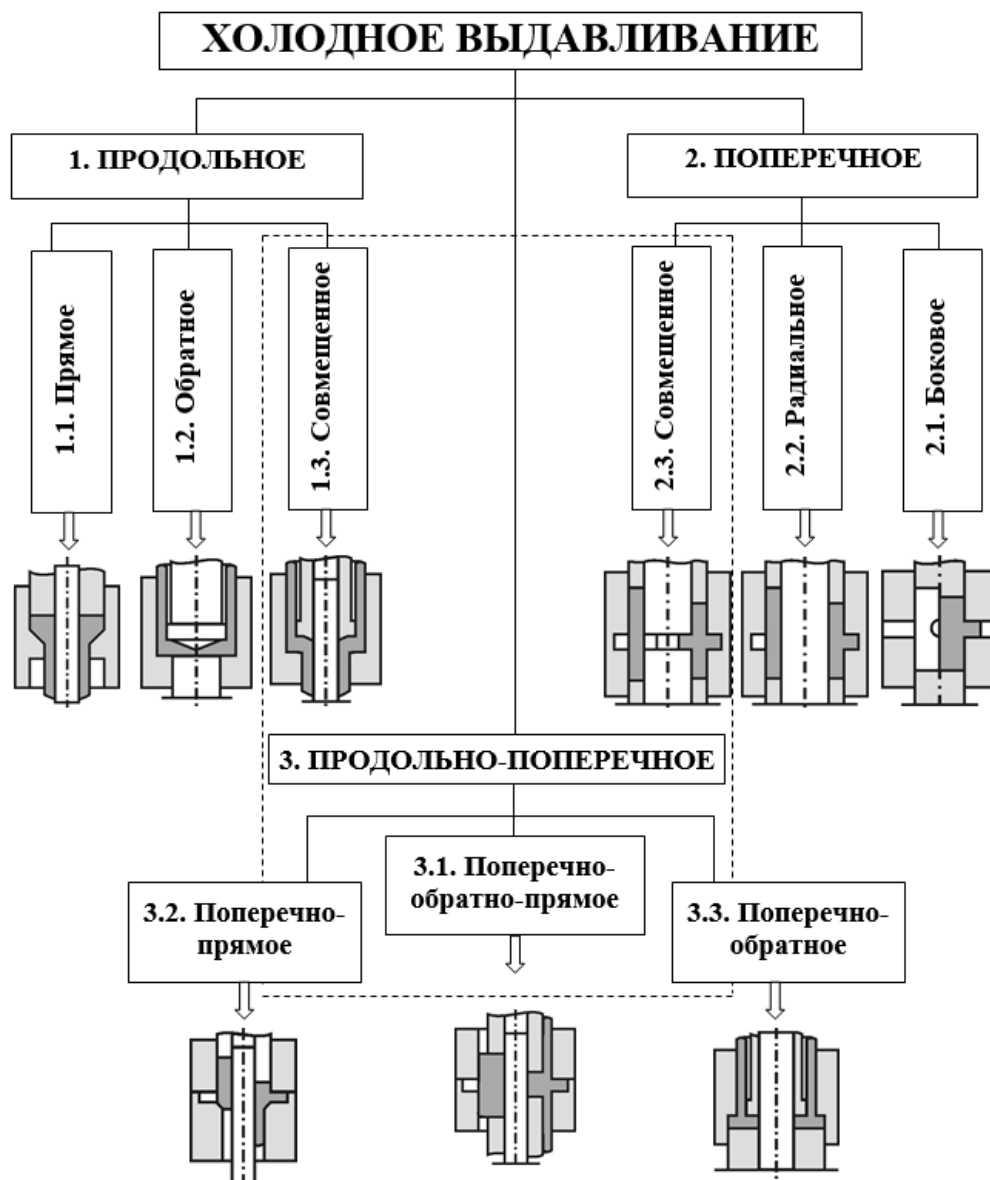 ХОЛОДНОЕ ВЫДАВЛИВАНИЕ
1. ПРОДОЛЬНОЕ
2. ПОПЕРЕЧНОЕ
1.1. Прямое
1.2. Обратное
1.3. Совмещенное
2.3. Совмещенное
2.2. Радиальное
2.1. Боковое
3. ПРОДОЛЬНО-ПОПЕРЕЧНОЕ
3.2. Поперечно-
прямое
3.1. Поперечно-
обратно-прямое
3.3. Поперечно-
обратное